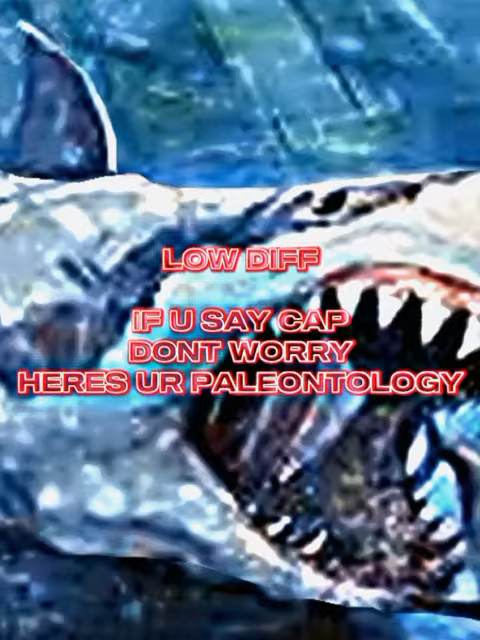 LOW DIFF
IF U SAY CAP
DONT WORRY
HERES UR PALEONTOLOGY